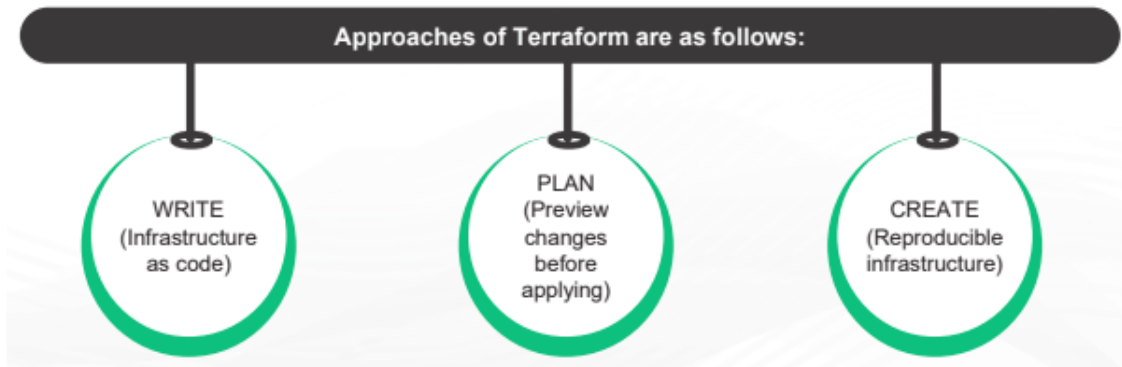 Approaches of Terraform are as follows:
WRITE
(Infrastructure
as code)
PLAN
(Preview
changes
before
applying)
CREATE
(Reproducible
infrastructure)